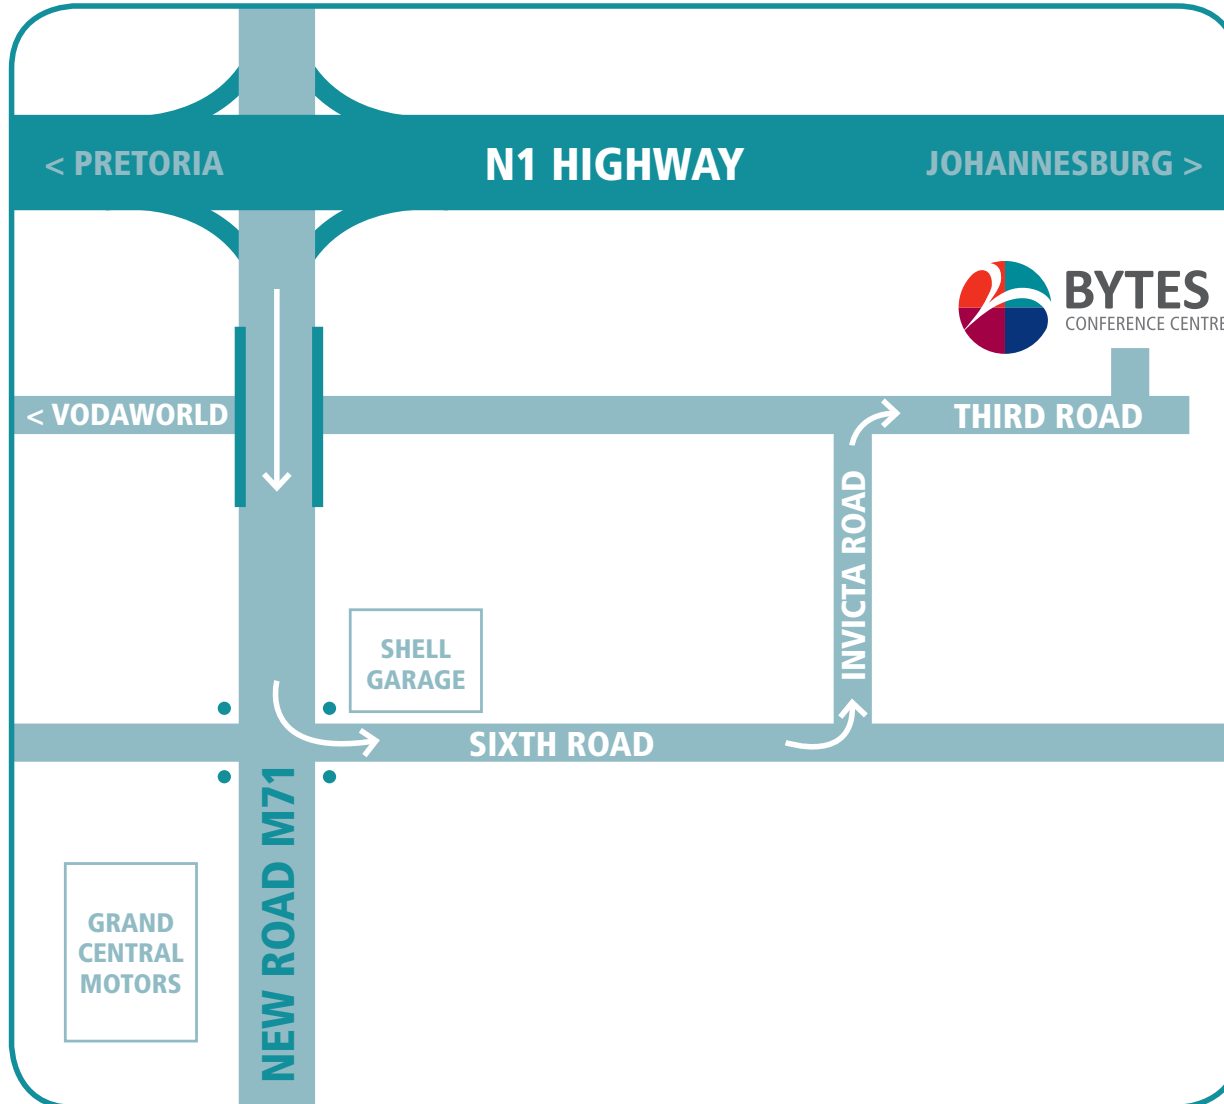 < PRETORIA
N1 HIGHWAY
JOHANNESBURG >
BYTES
CONFERENCE CENTRE
< VODAWORLD
THIRD ROAD
INVICTA ROAD
SHELL
GARAGE
SIXTH ROAD
NEW ROAD M71
GRAND
CENTRAL
MOTORS